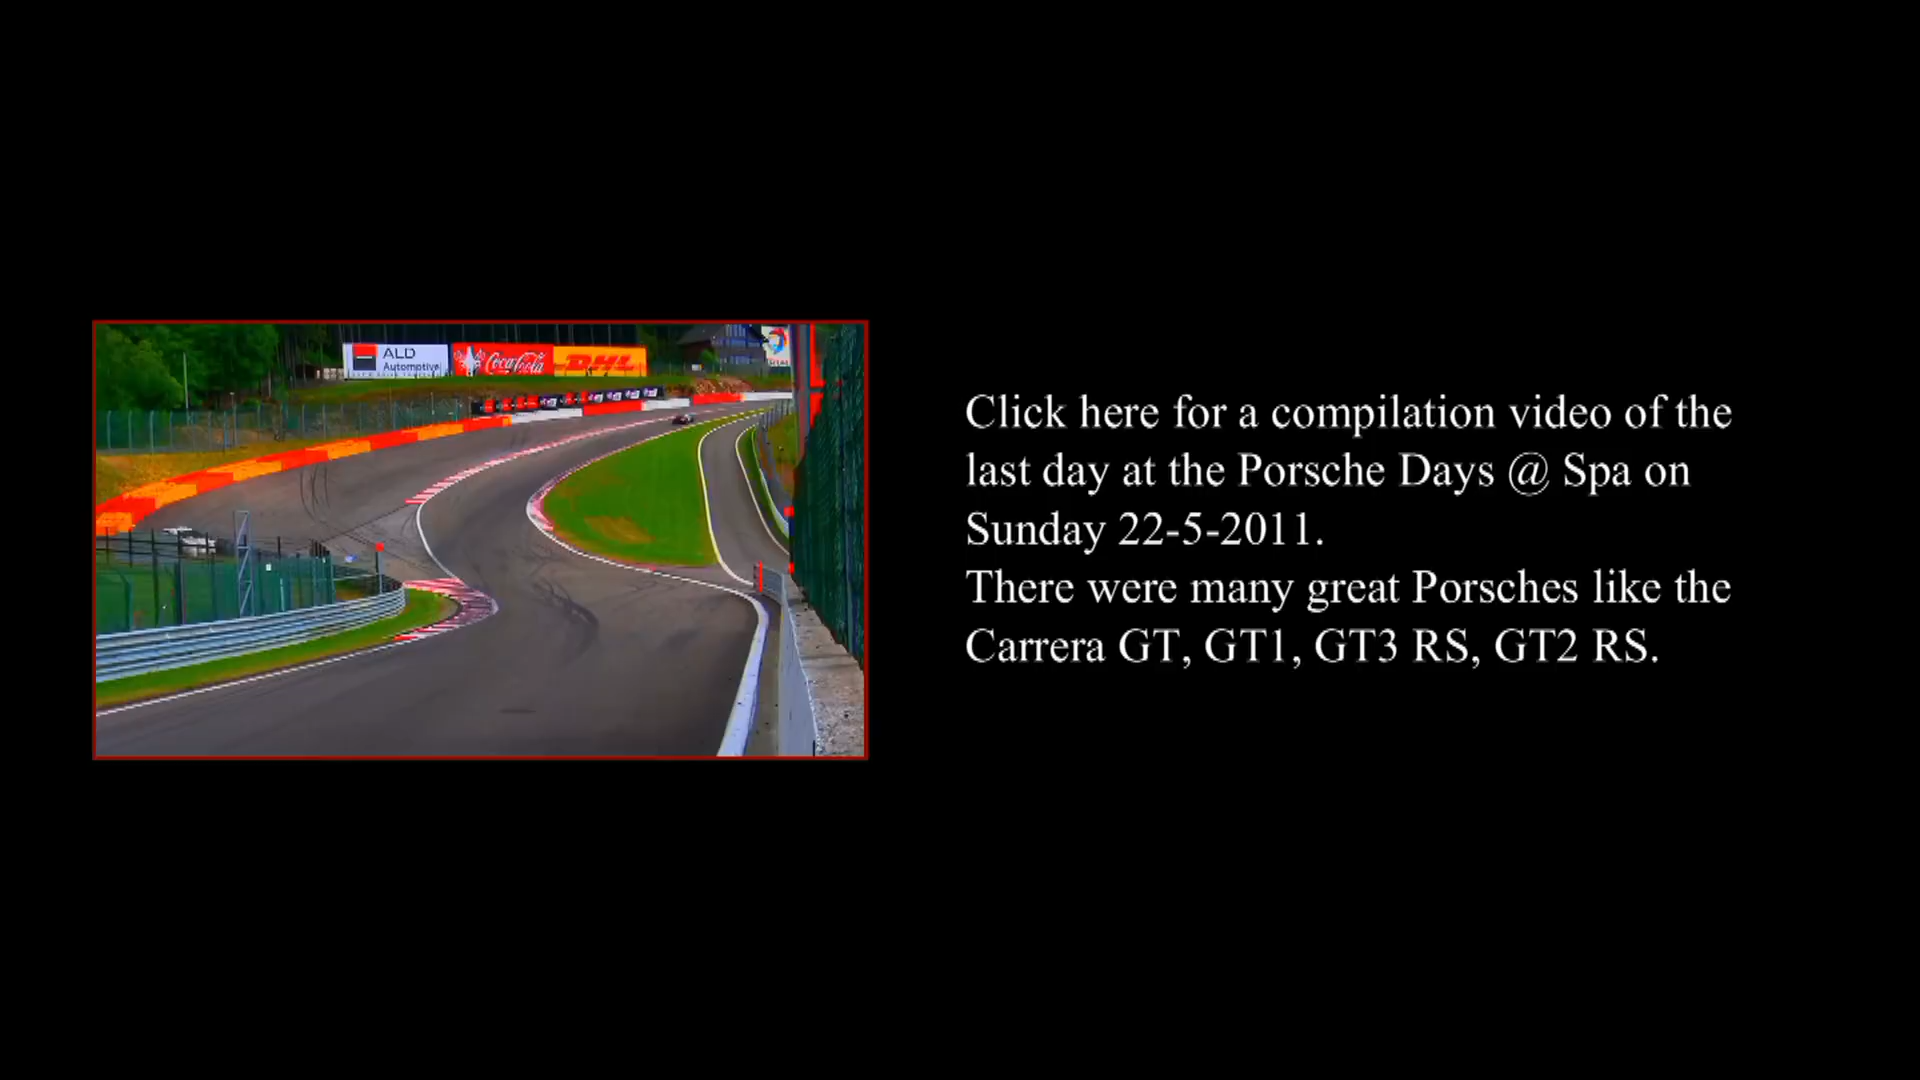 ALD
Automotive
Coca-Cola
DHL
Click here for a compilation video of the
last day at the Porsche Days @ Spa on
Sunday 22-5-2011.
There were many great Porsches like the
Carrera GT, GT1, GT3 RS, GT2 RS.